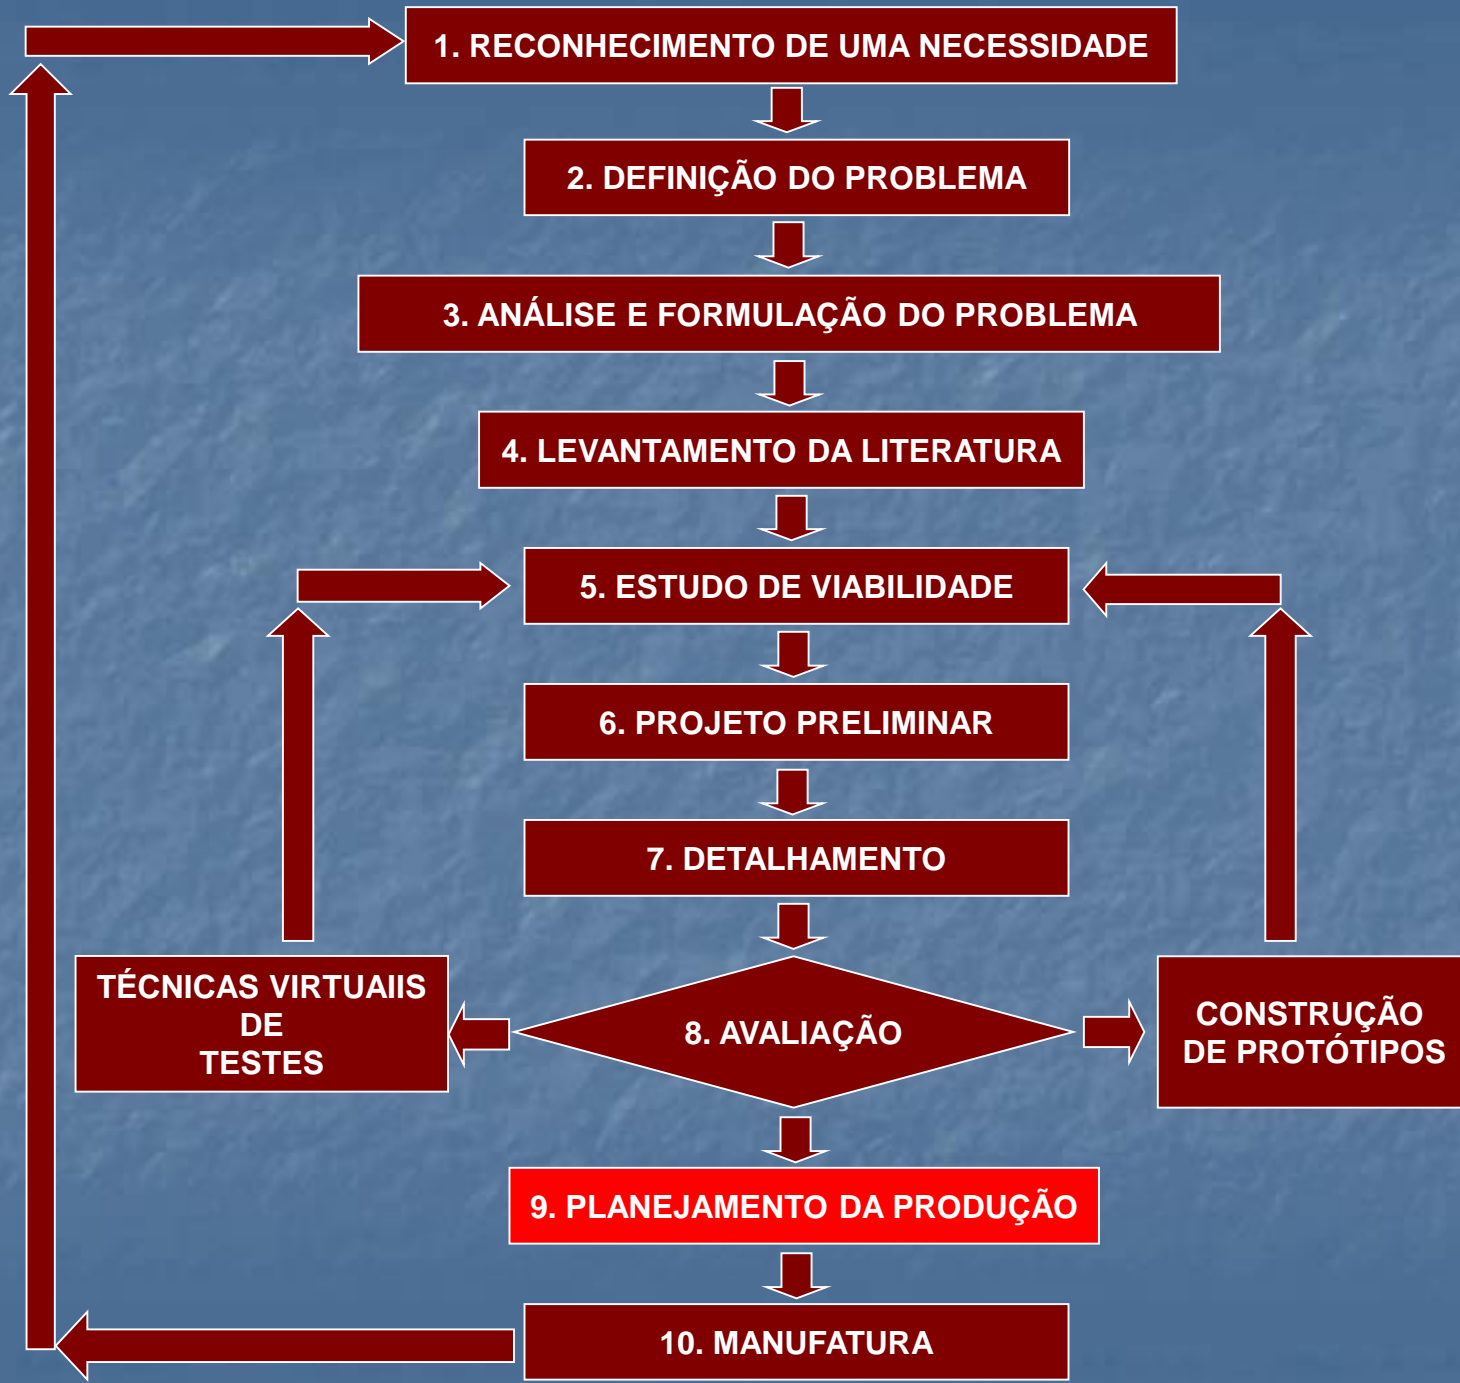 1. RECONHECIMENTO DE UMA NECESSIDADE
2. DEFINIÇÃO DO PROBLEMA
3. ANÁLISE E FORMULAÇÃO DO PROBLEMA
4. LEVANTAMENTO DA LITERATURA
5. ESTUDO DE VIABILIDADE
6. PROJETO PRELIMINAR
7. DETALHAMENTO
TÉCNICAS VIRTUAIIS
DE
TESTES
8. AVALIAÇÃO
CONSTRUÇÃO
DE PROTÓTIPOS
9. PLANEJAMENTO DA PRODUÇÃO
10. MANUFATURA